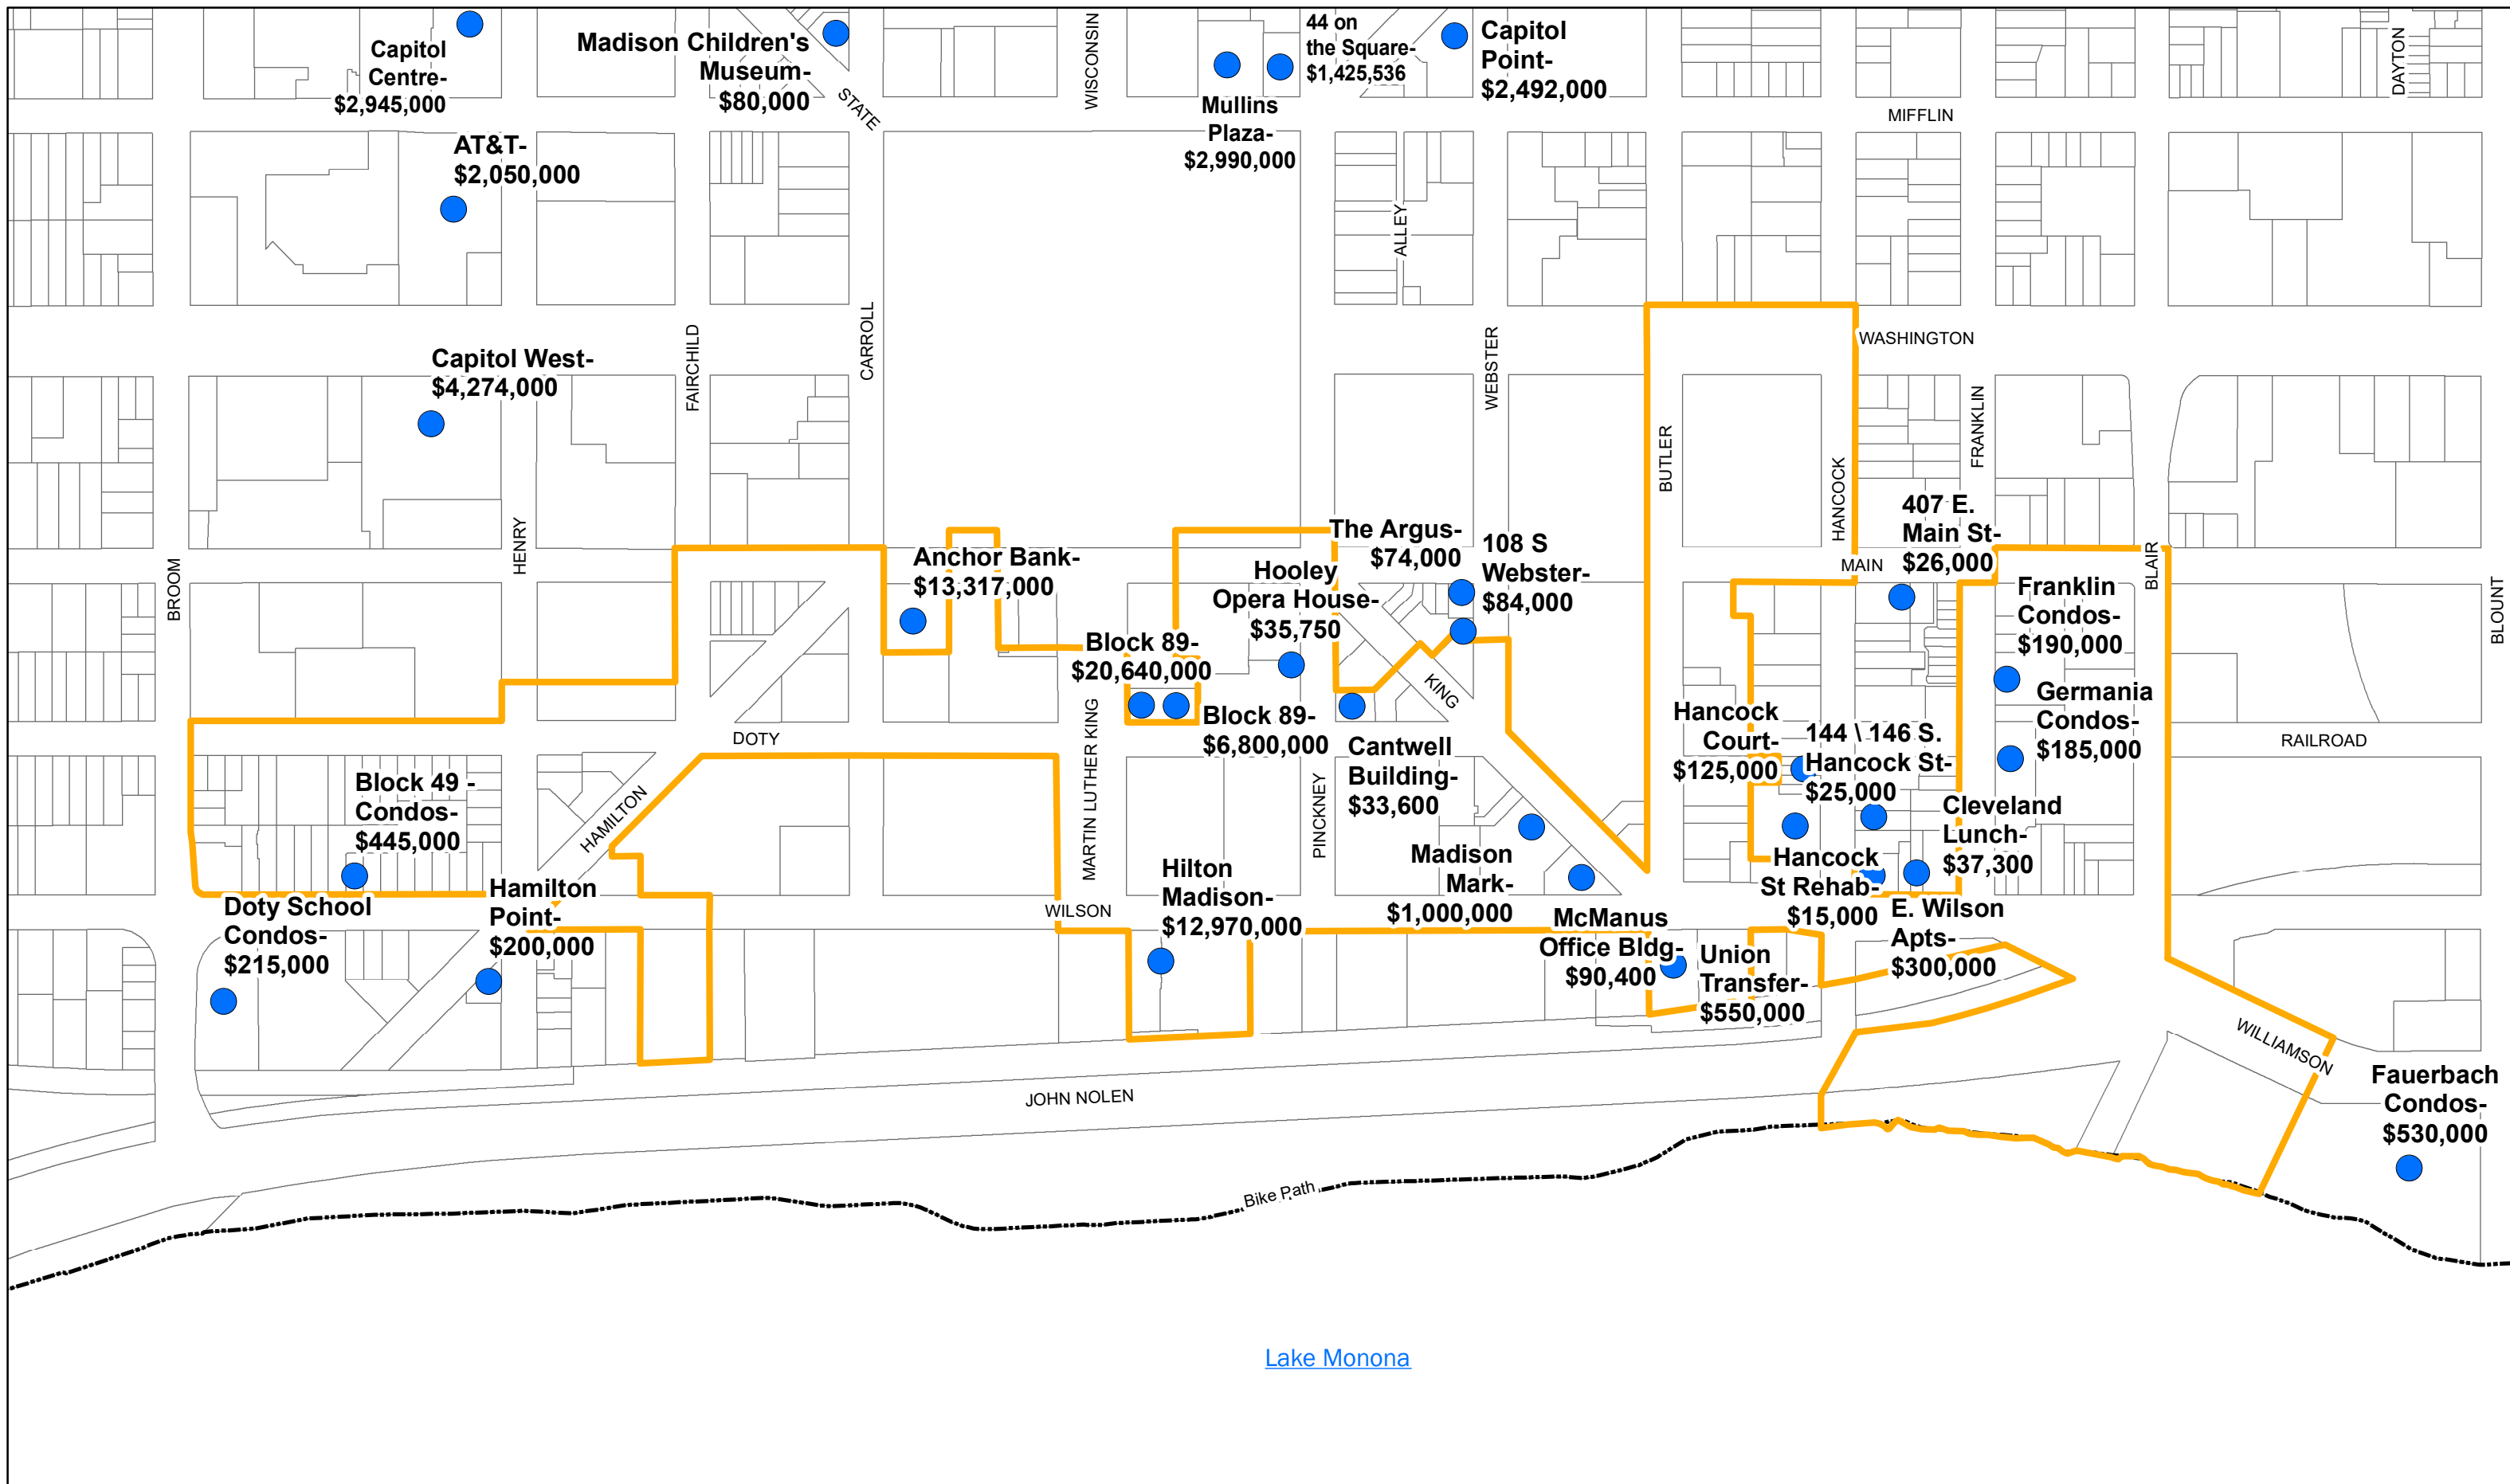 Capitol
Centre-
$2,945,000
Madison Children's
Museum-
$80,000
STATE
WISCONSIN
44 on
the Square-
$1,425,536
Mullins
Plaza-
$2,990,000
Capitol
Point-
$2,492,000
MIFFLIN
DAYTON
AT&T-
$2,050,000
ALLEY
Capitol West-
$4,274,000
FAIRCHILD
CARROLL
WEBSTER
WASHINGTON
BUTLER
HANCOCK
FRANKLIN
BROOM
HENRY
Anchor Bank-
$13,317,000
The Argus-
$74,000
Hooley
Opera House-
$35,750
108 S
Webster-
$84,000
407 E.
Main St-
$26,000
MAIN
BLAIR
BLOUNT
Franklin
Condos-
$190,000
Block 89-
$20,640,000
Block 89-
$6,800,000
KING
DOTY
MARTIN LUTHER KING
PINCKNEY
Cantwell
Building-
$33,600
Hancock
Court-
$125,000
144 \ 146 S.
Hancock St-
$25,000
Germania
Condos-
$185,000
RAILROAD
Block 49 -
Condos-
$445,000
HAMILTON
Cleveland
Lunch-
$37,300
Madison
Mark-
$1,000,000
Hancock
St Rehab-
$15,000
Hilton
Madison-
$12,970,000
WILSON
Doty School
Condos-
$215,000
Hamilton
Point-
$200,000
McManus
Office Bldg-
$90,400
Union
Transfer-
$550,000
E. Wilson
Apts-
$300,000
WILLIAMSON
JOHN NOLEN
Fauerbach
Condos-
$530,000
Bike Path
Lake Monona